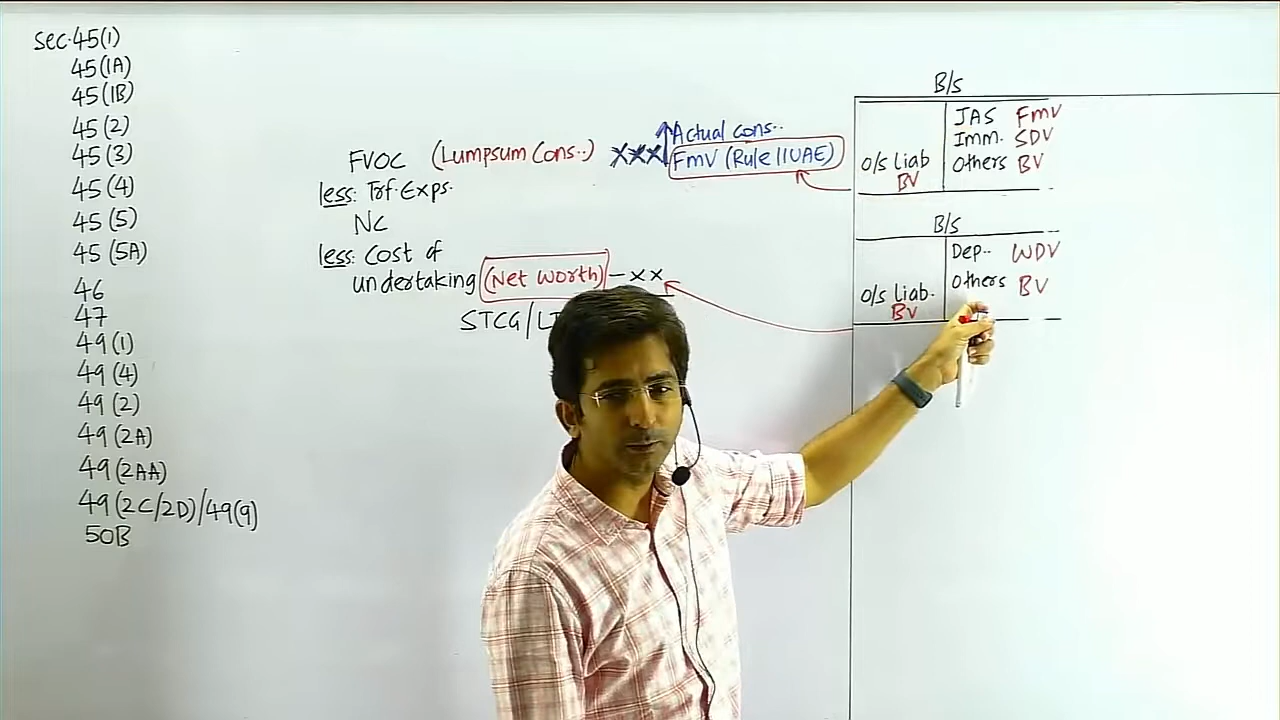 Sec. 45(1)
45(1A)
45(1B)
45(2)
45(3)
45(4)
45(5)
45(5A)
46
47
49(1)
49(4)
49(2)
49(2A)
49(2AA)
49(2C/2D)/49(9)
50B
FVOC (Lumpsum Cons..) XXX Actual cons..
FMV (Rule 11UAE)
less: Trf. Exps.
NC
less: Cost of
undertaking (Net Worth) - xx
STCG/LT
B/S
JAS FMV
Imm. SDV
O/s Liab Others BV
BV
B/S
Dep.. WDV
Others BV
O/s Liab.
BV